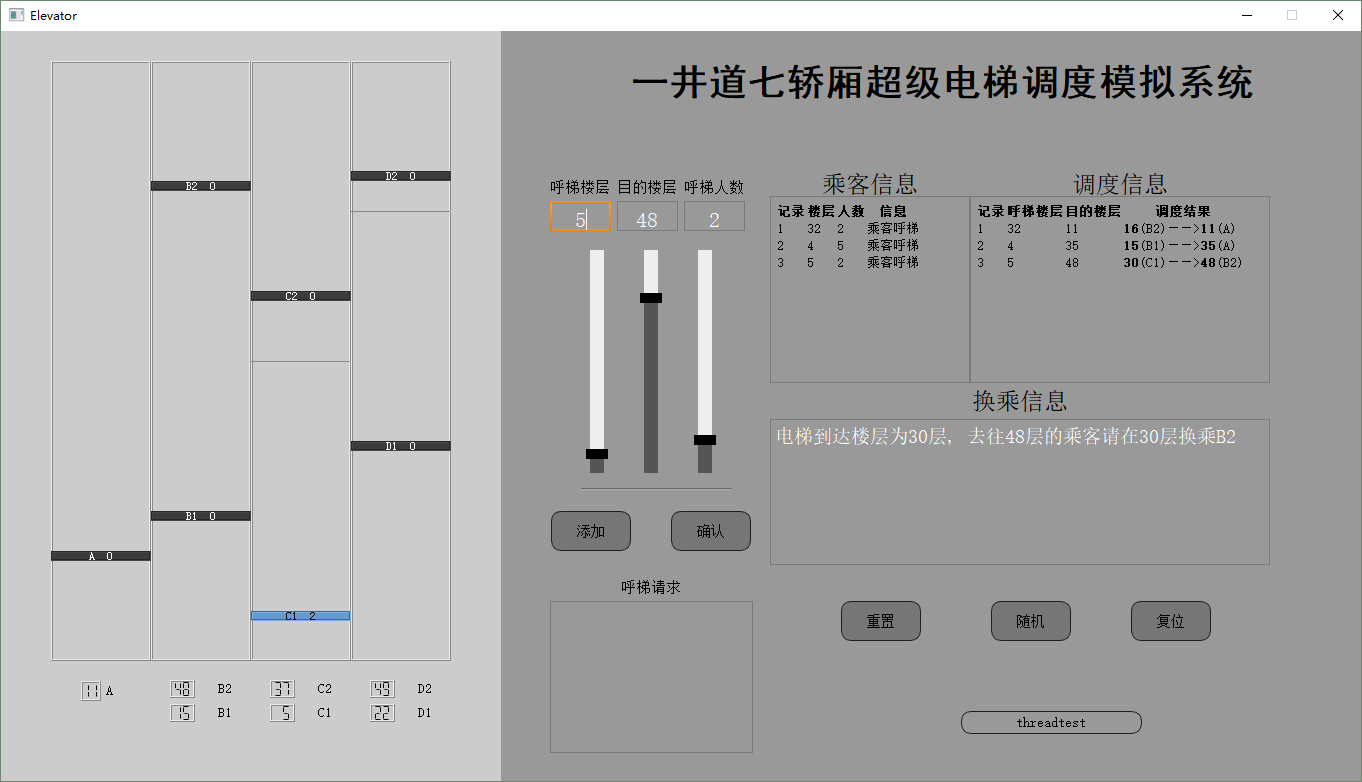 Elevator
一井道七轿厢超级电梯调度模拟系统
D2 0
B2 0
C2 0
D1 0
B1 0
A 0
C1 2
11 A
48 B2 37 C2 49 D2
15 B1 5 C1 22 D1
呼梯楼层 目的楼层 呼梯人数
5 48 2
添加 确认
呼梯请求
乘客信息
记录 楼层 人数 信息
1 32 2 乘客呼梯
2 4 5 乘客呼梯
3 5 2 乘客呼梯
调度信息
记录 呼梯楼层 目的楼层 调度结果
1 32 11 16(B2)－－>11(A)
2 4 35 15(B1)－－>35(A)
3 5 48 30(C1)－－>48(B2)
换乘信息
电梯到达楼层为30层, 去往48层的乘客请在30层换乘B2
重置 随机 复位
threadtest